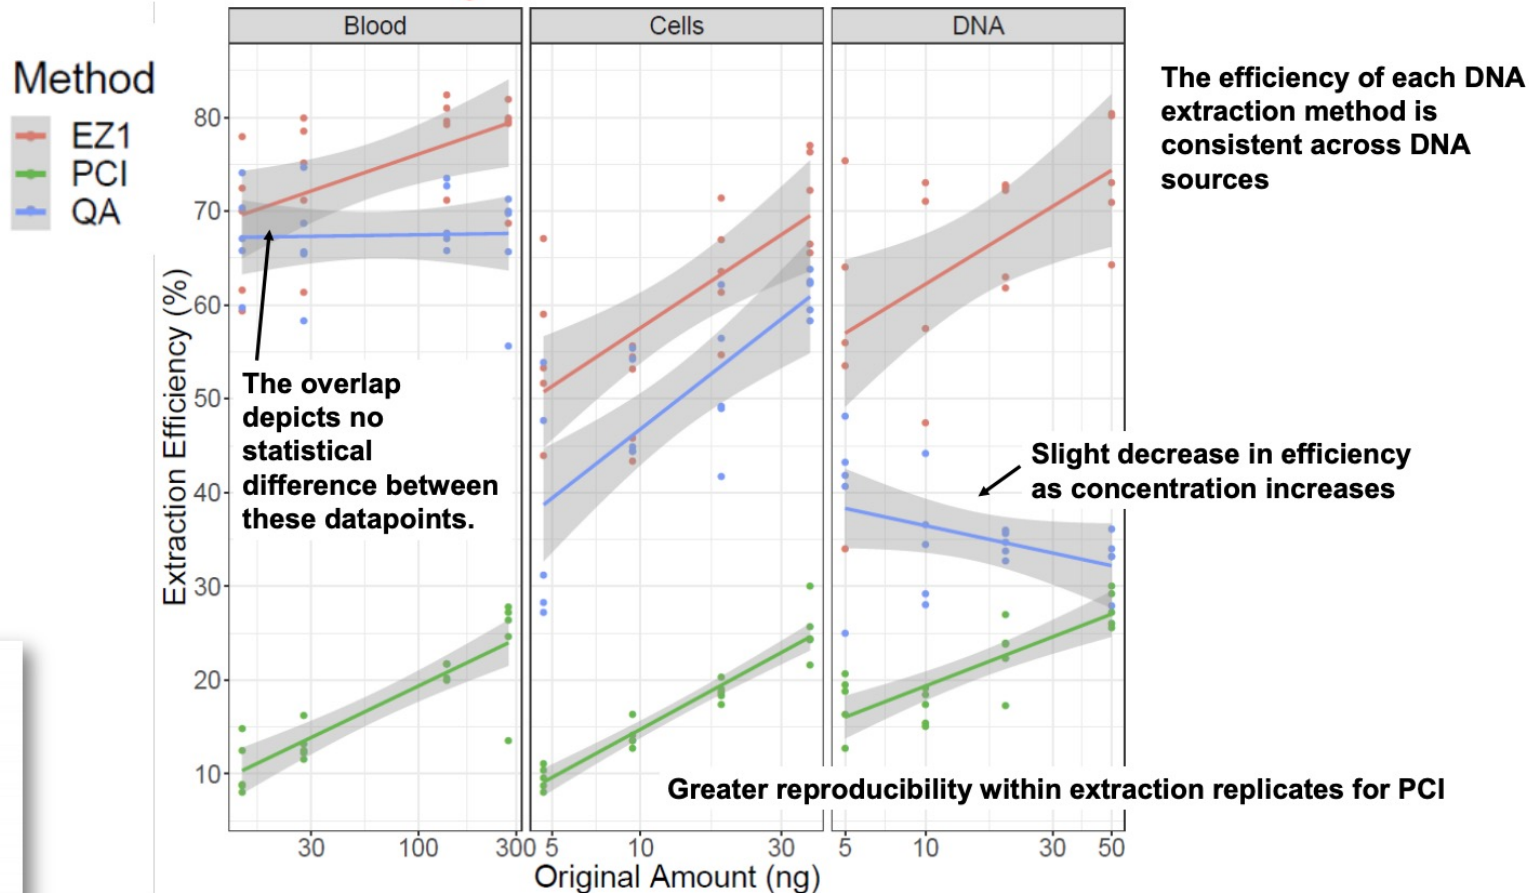 Blood
Cells
DNA
Method
EZ1
PCI
QA
The efficiency of each DNA
extraction method is
consistent across DNA
sources
Extraction Efficiency (%)
80
70
60
50
40
30
20
10
The overlap
depicts no
statistical
difference between
these datapoints.
Slight decrease in efficiency
as concentration increases
Greater reproducibility within extraction replicates for PCI
30 100 300
5 10 30
5 10 30 50
Original Amount (ng)